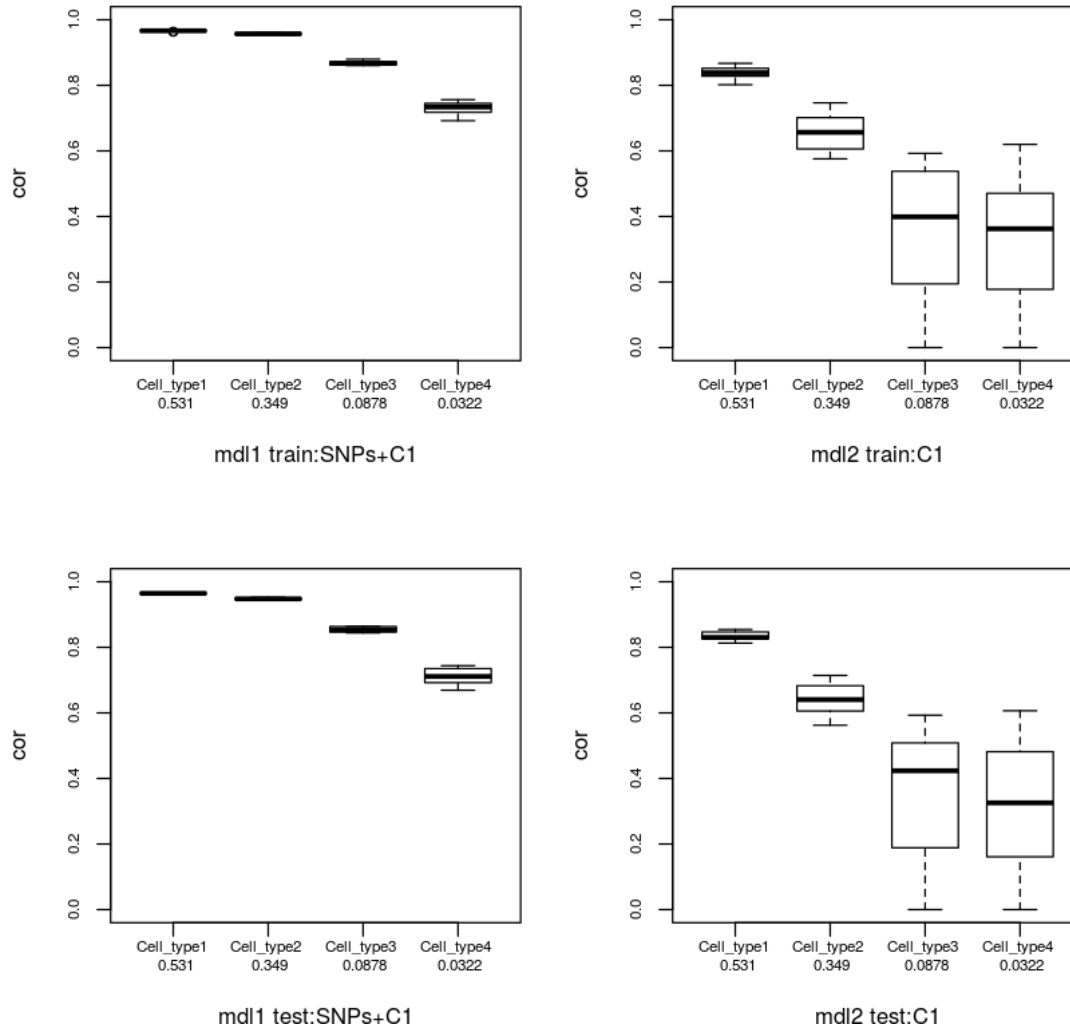 1.0
0.8
0.6
0.4
0.2
0.0
cor
Cell_type1 Cell_type2 Cell_type3 Cell_type4
0.531 0.349 0.0878 0.0322
mdl1 train:SNPs+C1
1.0
0.8
0.6
0.4
0.2
0.0
cor
Cell_type1 Cell_type2 Cell_type3 Cell_type4
0.531 0.349 0.0878 0.0322
mdl2 train:C1
1.0
0.8
0.6
0.4
0.2
0.0
cor
Cell_type1 Cell_type2 Cell_type3 Cell_type4
0.531 0.349 0.0878 0.0322
mdl1 test:SNPs+C1
1.0
0.8
0.6
0.4
0.2
0.0
cor
Cell_type1 Cell_type2 Cell_type3 Cell_type4
0.531 0.349 0.0878 0.0322
mdl2 test:C1